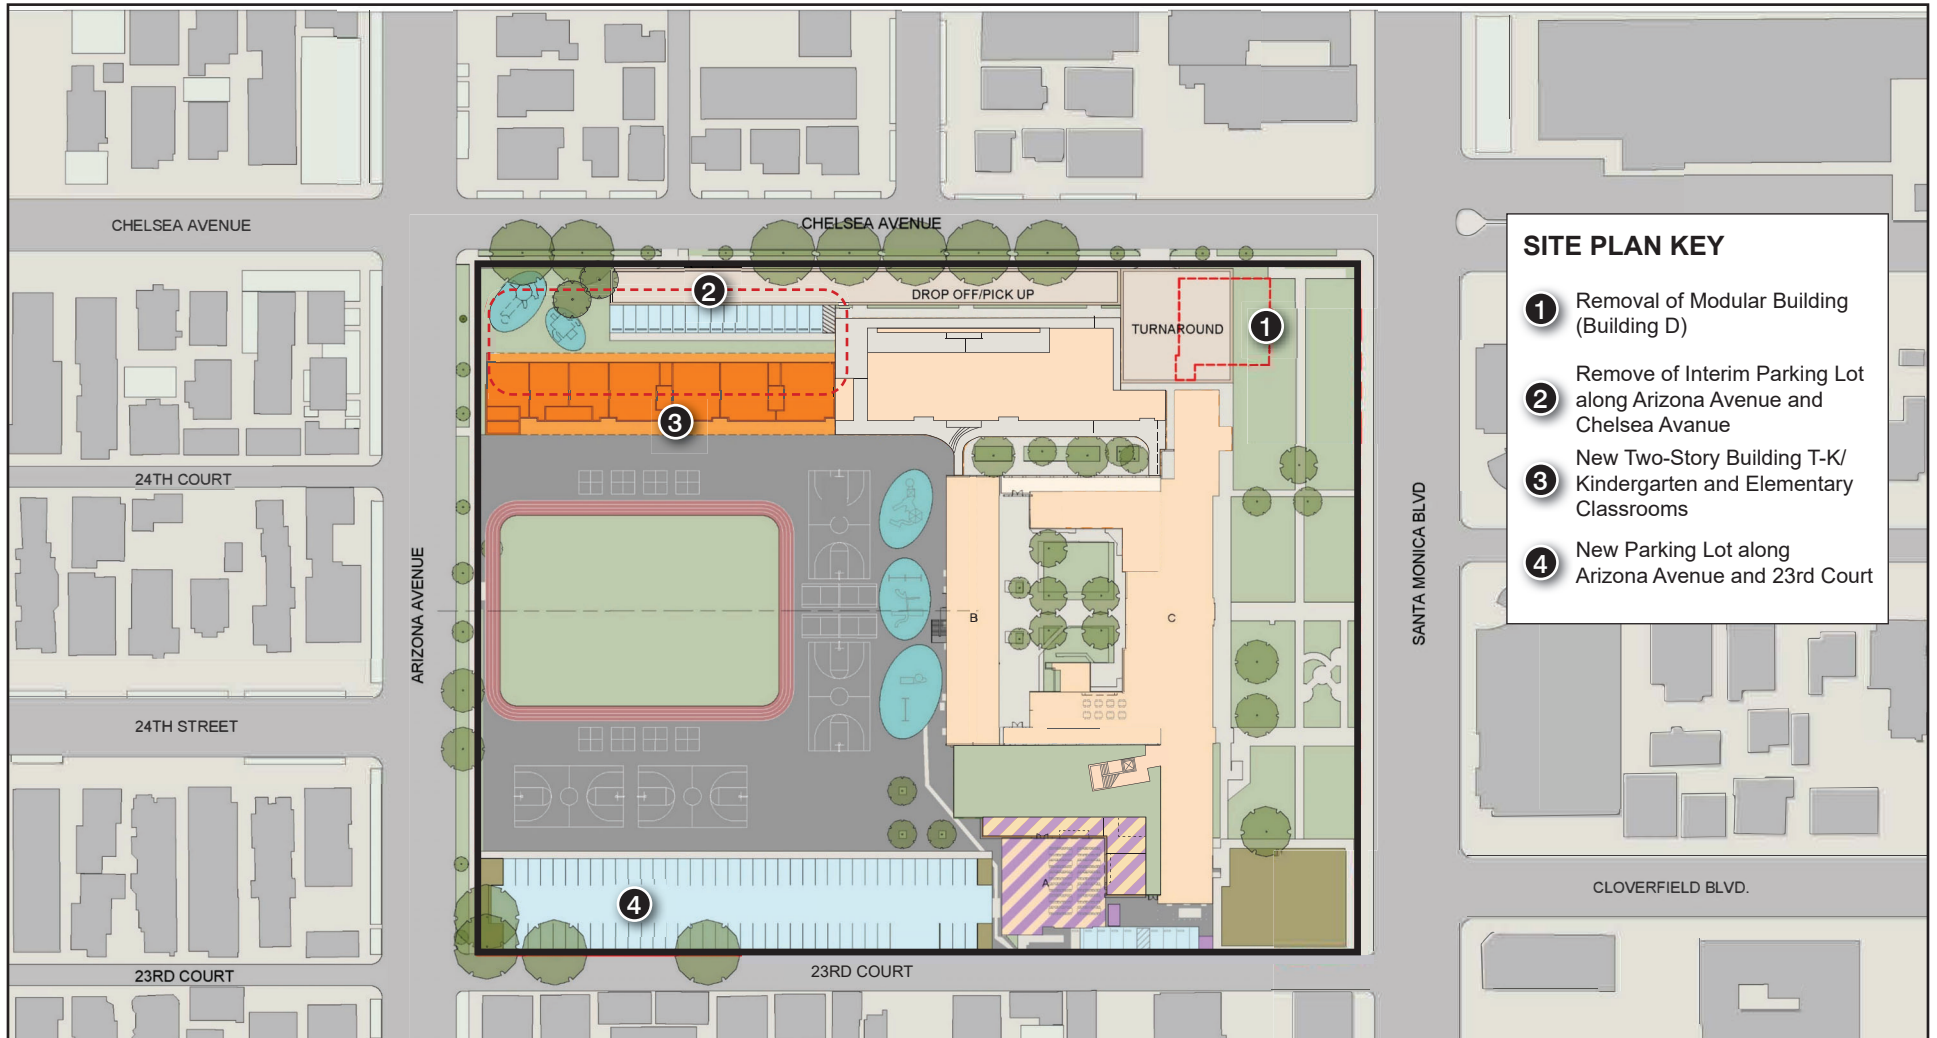 CHELSEA AVENUE
CHELSEA AVENUE
SITE PLAN KEY
1 Removal of Modular Building
(Building D)
2 Remove of Interim Parking Lot
along Arizona Avenue and
Chelsea Avanue
3 New Two-Story Building T-K/
Kindergarten and Elementary
Classrooms
4 New Parking Lot along
Arizona Avenue and 23rd Court
2
DROP OFF/PICK UP
TURNAROUND
1
3
24TH COURT
ARIZONA AVENUE
SANTA MONICA BLVD
B
C
24TH STREET
A
4
CLOVERFIELD BLVD.
23RD COURT
23RD COURT